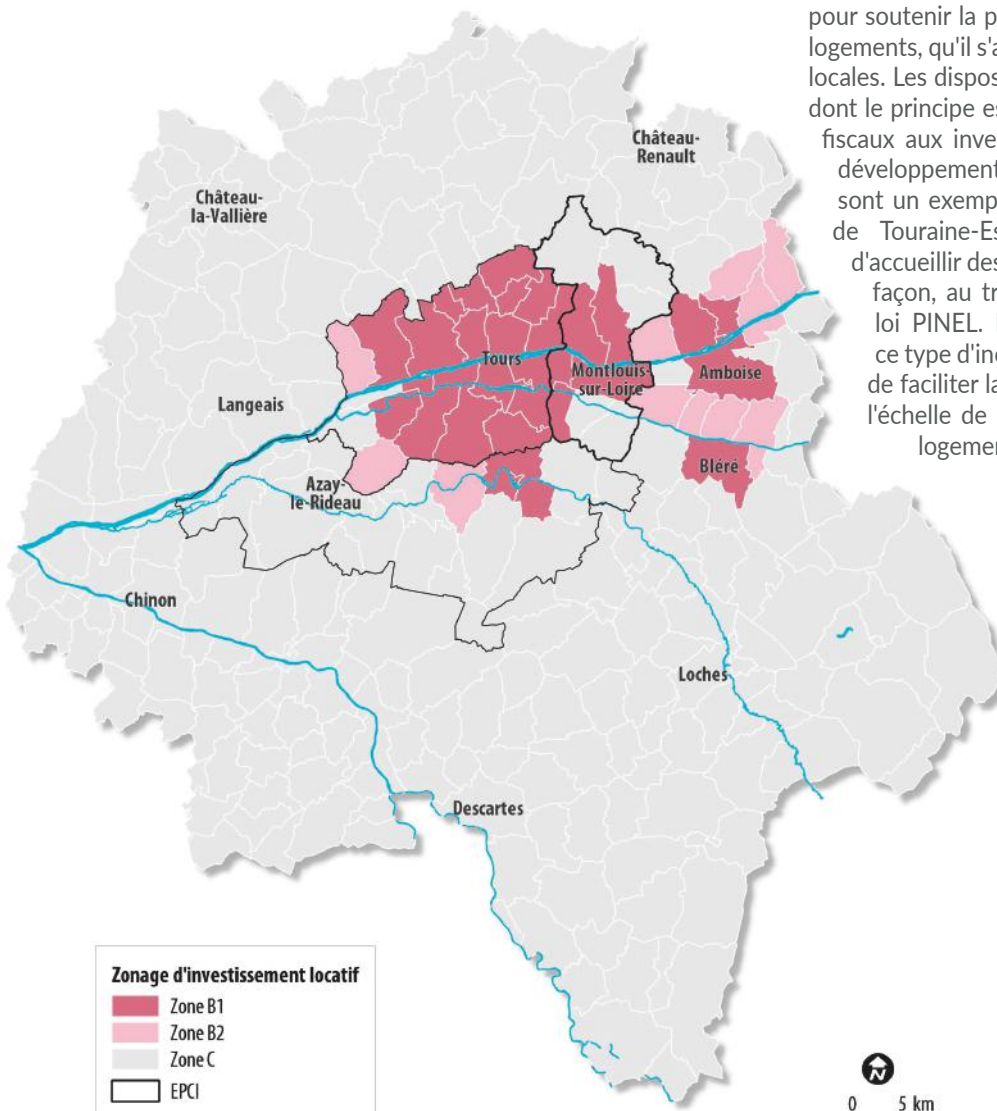 pour soutenir la p
logements, qu'il s'a
locales. Les dispos
dont le principe es
fiscaux aux inve
développement
sont un exemp
de Touraine-Es
d'accueillir des
façon, au tr
loi PINEL.
ce type d'inc
de faciliter la
l'échelle de
logemen
Château-
Renault
Château-
la-Vallière
Tours
Montlouis-
sur-Loire
Amboise
Langeais
Bléré
Azay-
le-Rideau
Chinon
Loches
Descartes
Zonage d'investissement locatif
Zone B1
Zone B2
Zone C
EPCI
N
0 5 km